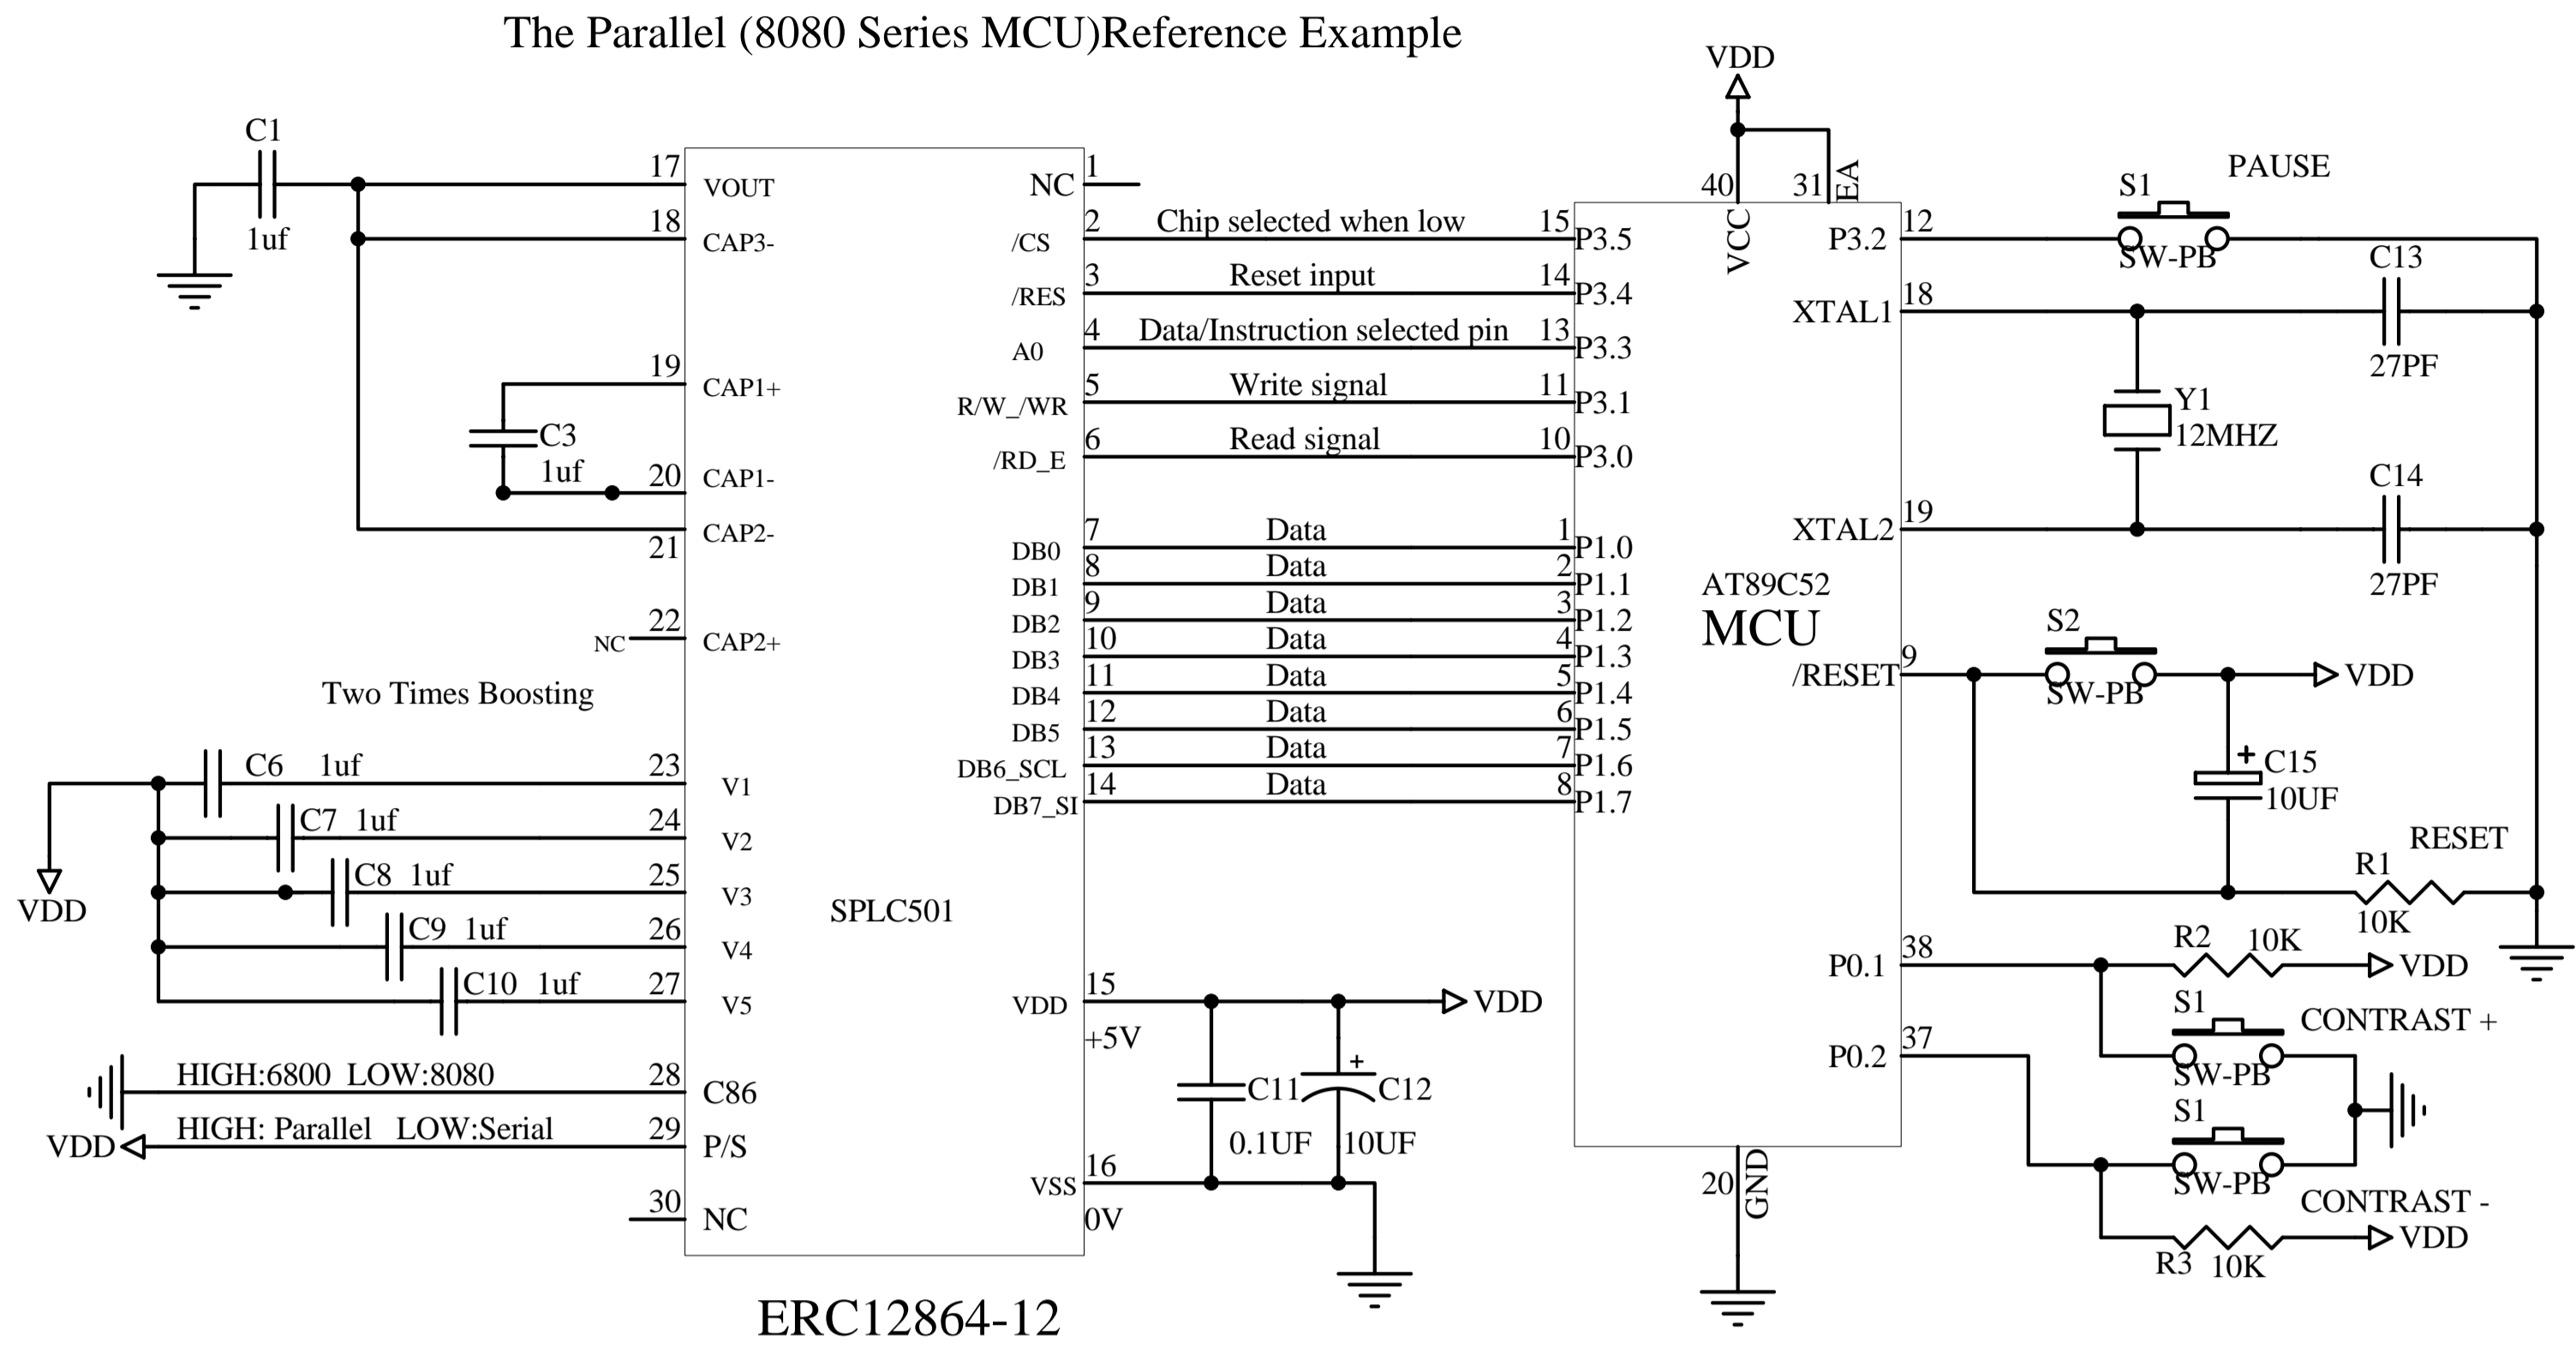 The Parallel (8080 Series MCU)Reference Example
C1
1uf
17
VOUT
18
CAP3-
19
CAP1+
C3
1uf
20
CAP1-
21
CAP2-
NC
22
CAP2+
Two Times Boosting
C6 1uf
23
V1
C7 1uf
24
V2
C8 1uf
25
V3
C9 1uf
26
V4
C10 1uf
27
V5
VDD
HIGH:6800 LOW:8080
28
C86
VDD
HIGH: Parallel LOW:Serial
29
P/S
30
NC
SPLC501
ERC12864-12
NC
1
/CS
2
Chip selected when low
15
P3.5
/RES
3
Reset input
14
P3.4
A0
4
Data/Instruction selected pin
13
P3.3
R/W_/WR
5
Write signal
11
P3.1
/RD_E
6
Read signal
10
P3.0
DB0
7
Data
1
P1.0
DB1
8
Data
2
P1.1
DB2
9
Data
3
P1.2
DB3
10
Data
4
P1.3
DB4
11
Data
5
P1.4
DB5
12
Data
6
P1.5
DB6_SCL
13
Data
7
P1.6
DB7_SI
14
Data
8
P1.7
VDD
15
+5V
VDD
C11
0.1UF
+
C12
10UF
VSS
16
0V
VDD
40
VCC
31
EA
AT89C52
MCU
20
GND
P3.2
12
S1
SW-PB
PAUSE
XTAL1
18
C13
27PF
Y1
12MHZ
XTAL2
19
C14
27PF
/RESET
9
S2
SW-PB
VDD
+
C15
10UF
RESET
R1
10K
P0.1
38
R2 10K
VDD
S1
SW-PB
CONTRAST +
P0.2
37
S1
SW-PB
CONTRAST -
R3 10K
VDD